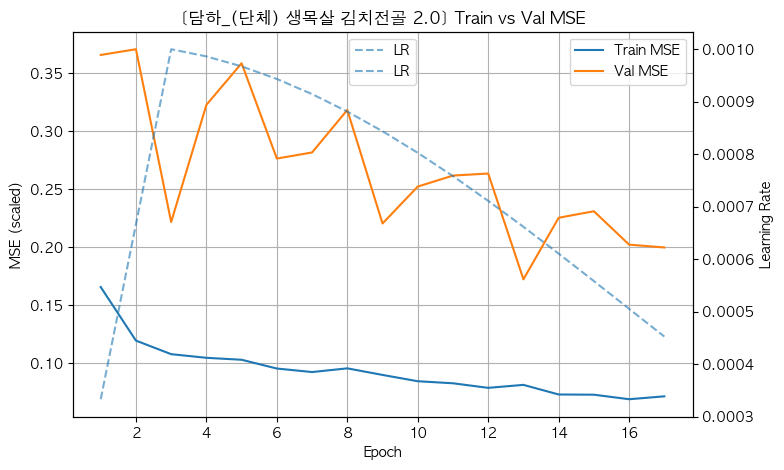 [담하_(단체) 생목살 김치전골 2.0] Train vs Val MSE
LR
LR
Train MSE
Val MSE
MSE (scaled)
0.35
0.30
0.25
0.20
0.15
0.10
0.0010
0.0009
0.0008
0.0007
0.0006
0.0005
0.0004
0.0003
Learning Rate
2 4 6 8 10 12 14 16
Epoch